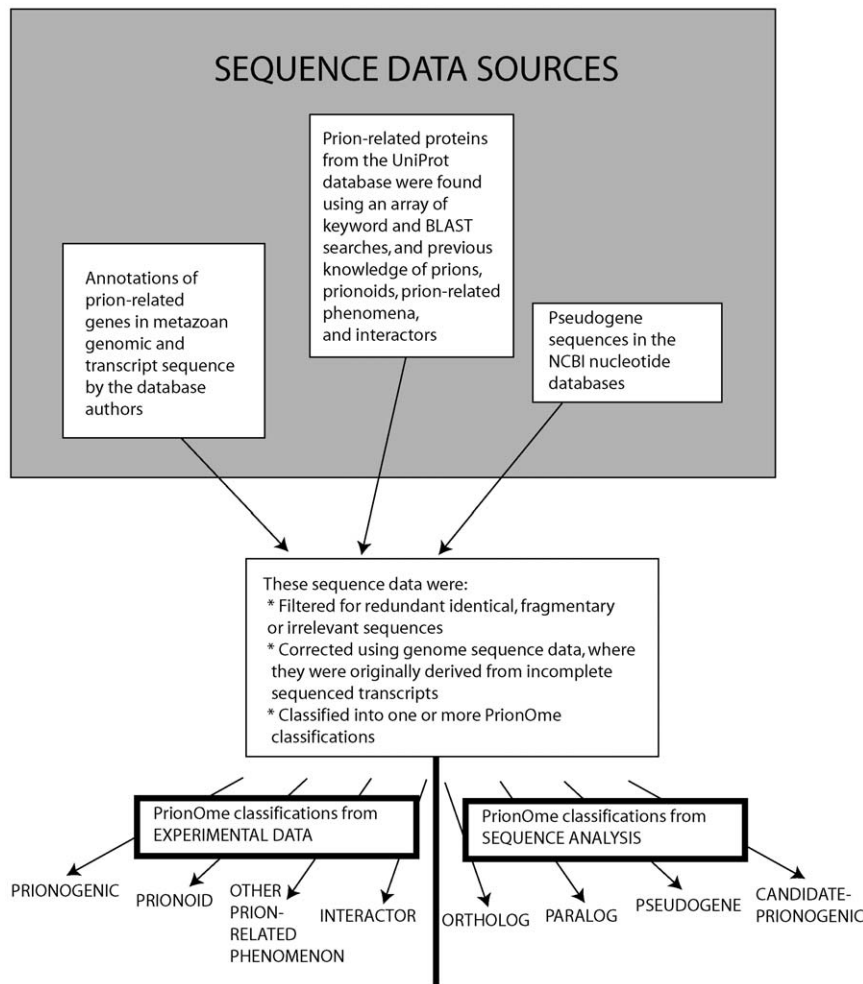 SEQUENCE DATA SOURCES
Annotations of
prion-related
genes in metazoan
genomic and
transcript sequence
by the database
authors
Prion-related proteins
from the UniProt
database were found
using an array of
keyword and BLAST
searches, and previous
knowledge of prions,
prionoids, prion-related
phenomena,
and interactors
Pseudogene
sequences in the
NCBI nucleotide
databases
These sequence data were:
* Filtered for redundant identical, fragmentary
or irrelevant sequences
* Corrected using genome sequence data, where
they were originally derived from incomplete
sequenced transcripts
* Classified into one or more PrionOme
classifications
PrionOme classifications from
EXPERIMENTAL DATA
PrionOme classifications from
SEQUENCE ANALYSIS
PRIONOGENIC
PRIONOID
OTHER
PRION-
RELATED
PHENOMENON
INTERACTOR
ORTHOLOG
PARALOG
PSEUDOGENE
CANDIDATE-
PRIONOGENIC